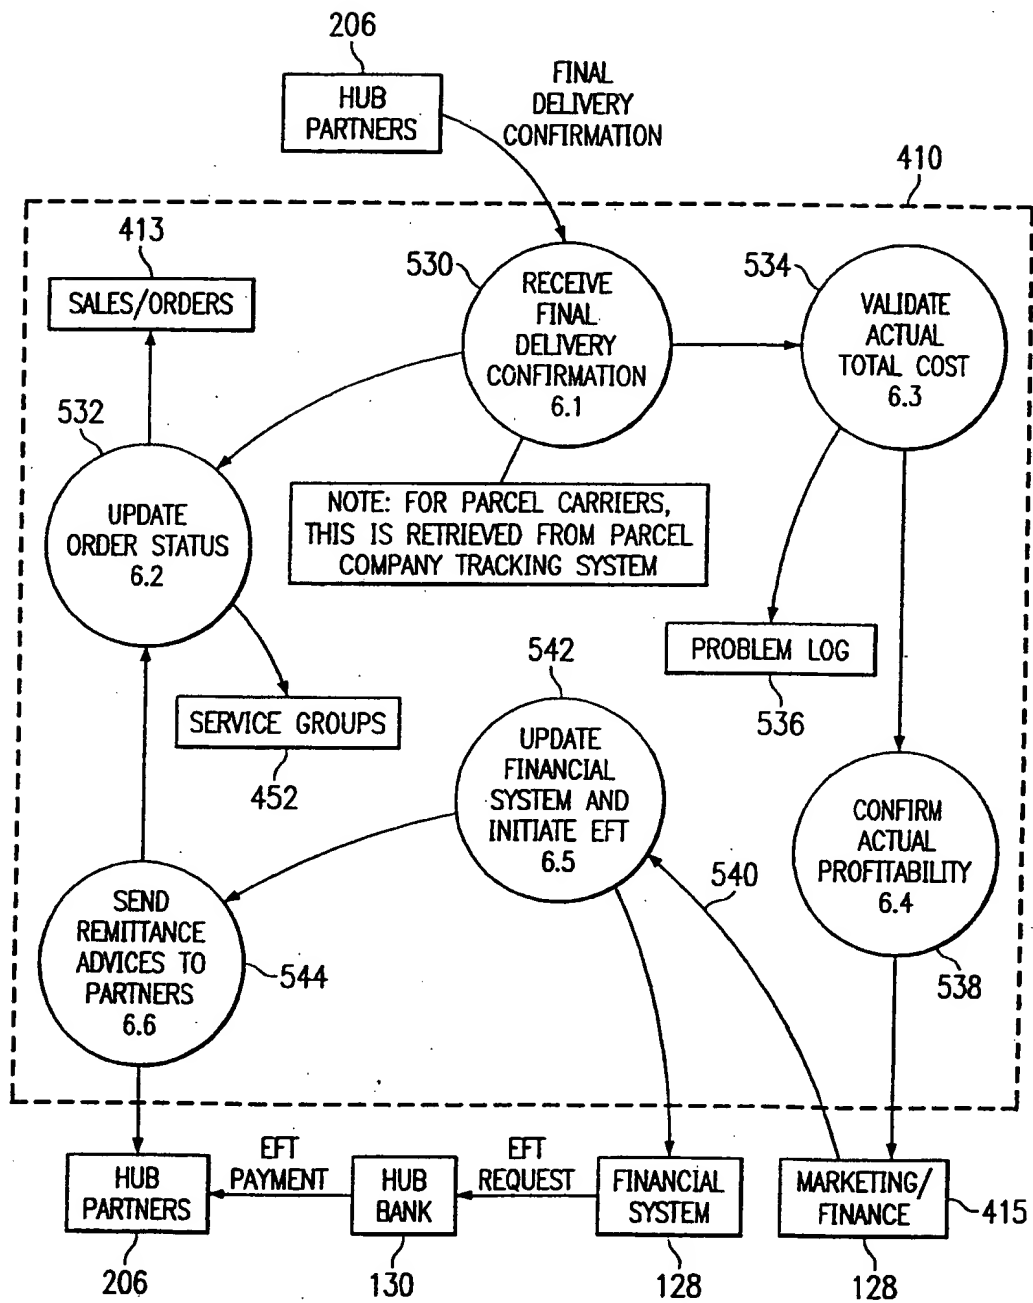 206
HUB
PARTNERS
FINAL
DELIVERY
CONFIRMATION
410
413
SALES/ORDERS
530
RECEIVE
FINAL
DELIVERY
CONFIRMATION
6.1
534
VALIDATE
ACTUAL
TOTAL COST
6.3
532
UPDATE
ORDER STATUS
6.2
NOTE: FOR PARCEL CARRIERS,
THIS IS RETRIEVED FROM PARCEL
COMPANY TRACKING SYSTEM
PROBLEM LOG
536
SERVICE GROUPS
452
542
UPDATE
FINANCIAL
SYSTEM AND
INITIATE EFT
6.5
540
CONFIRM
ACTUAL
PROFITABILITY
6.4
538
SEND
REMITTANCE
ADVICES TO
PARTNERS
6.6
544
HUB
PARTNERS
206
EFT
PAYMENT
HUB
BANK
130
EFT
REQUEST
FINANCIAL
SYSTEM
128
MARKETING/
FINANCE
415
128